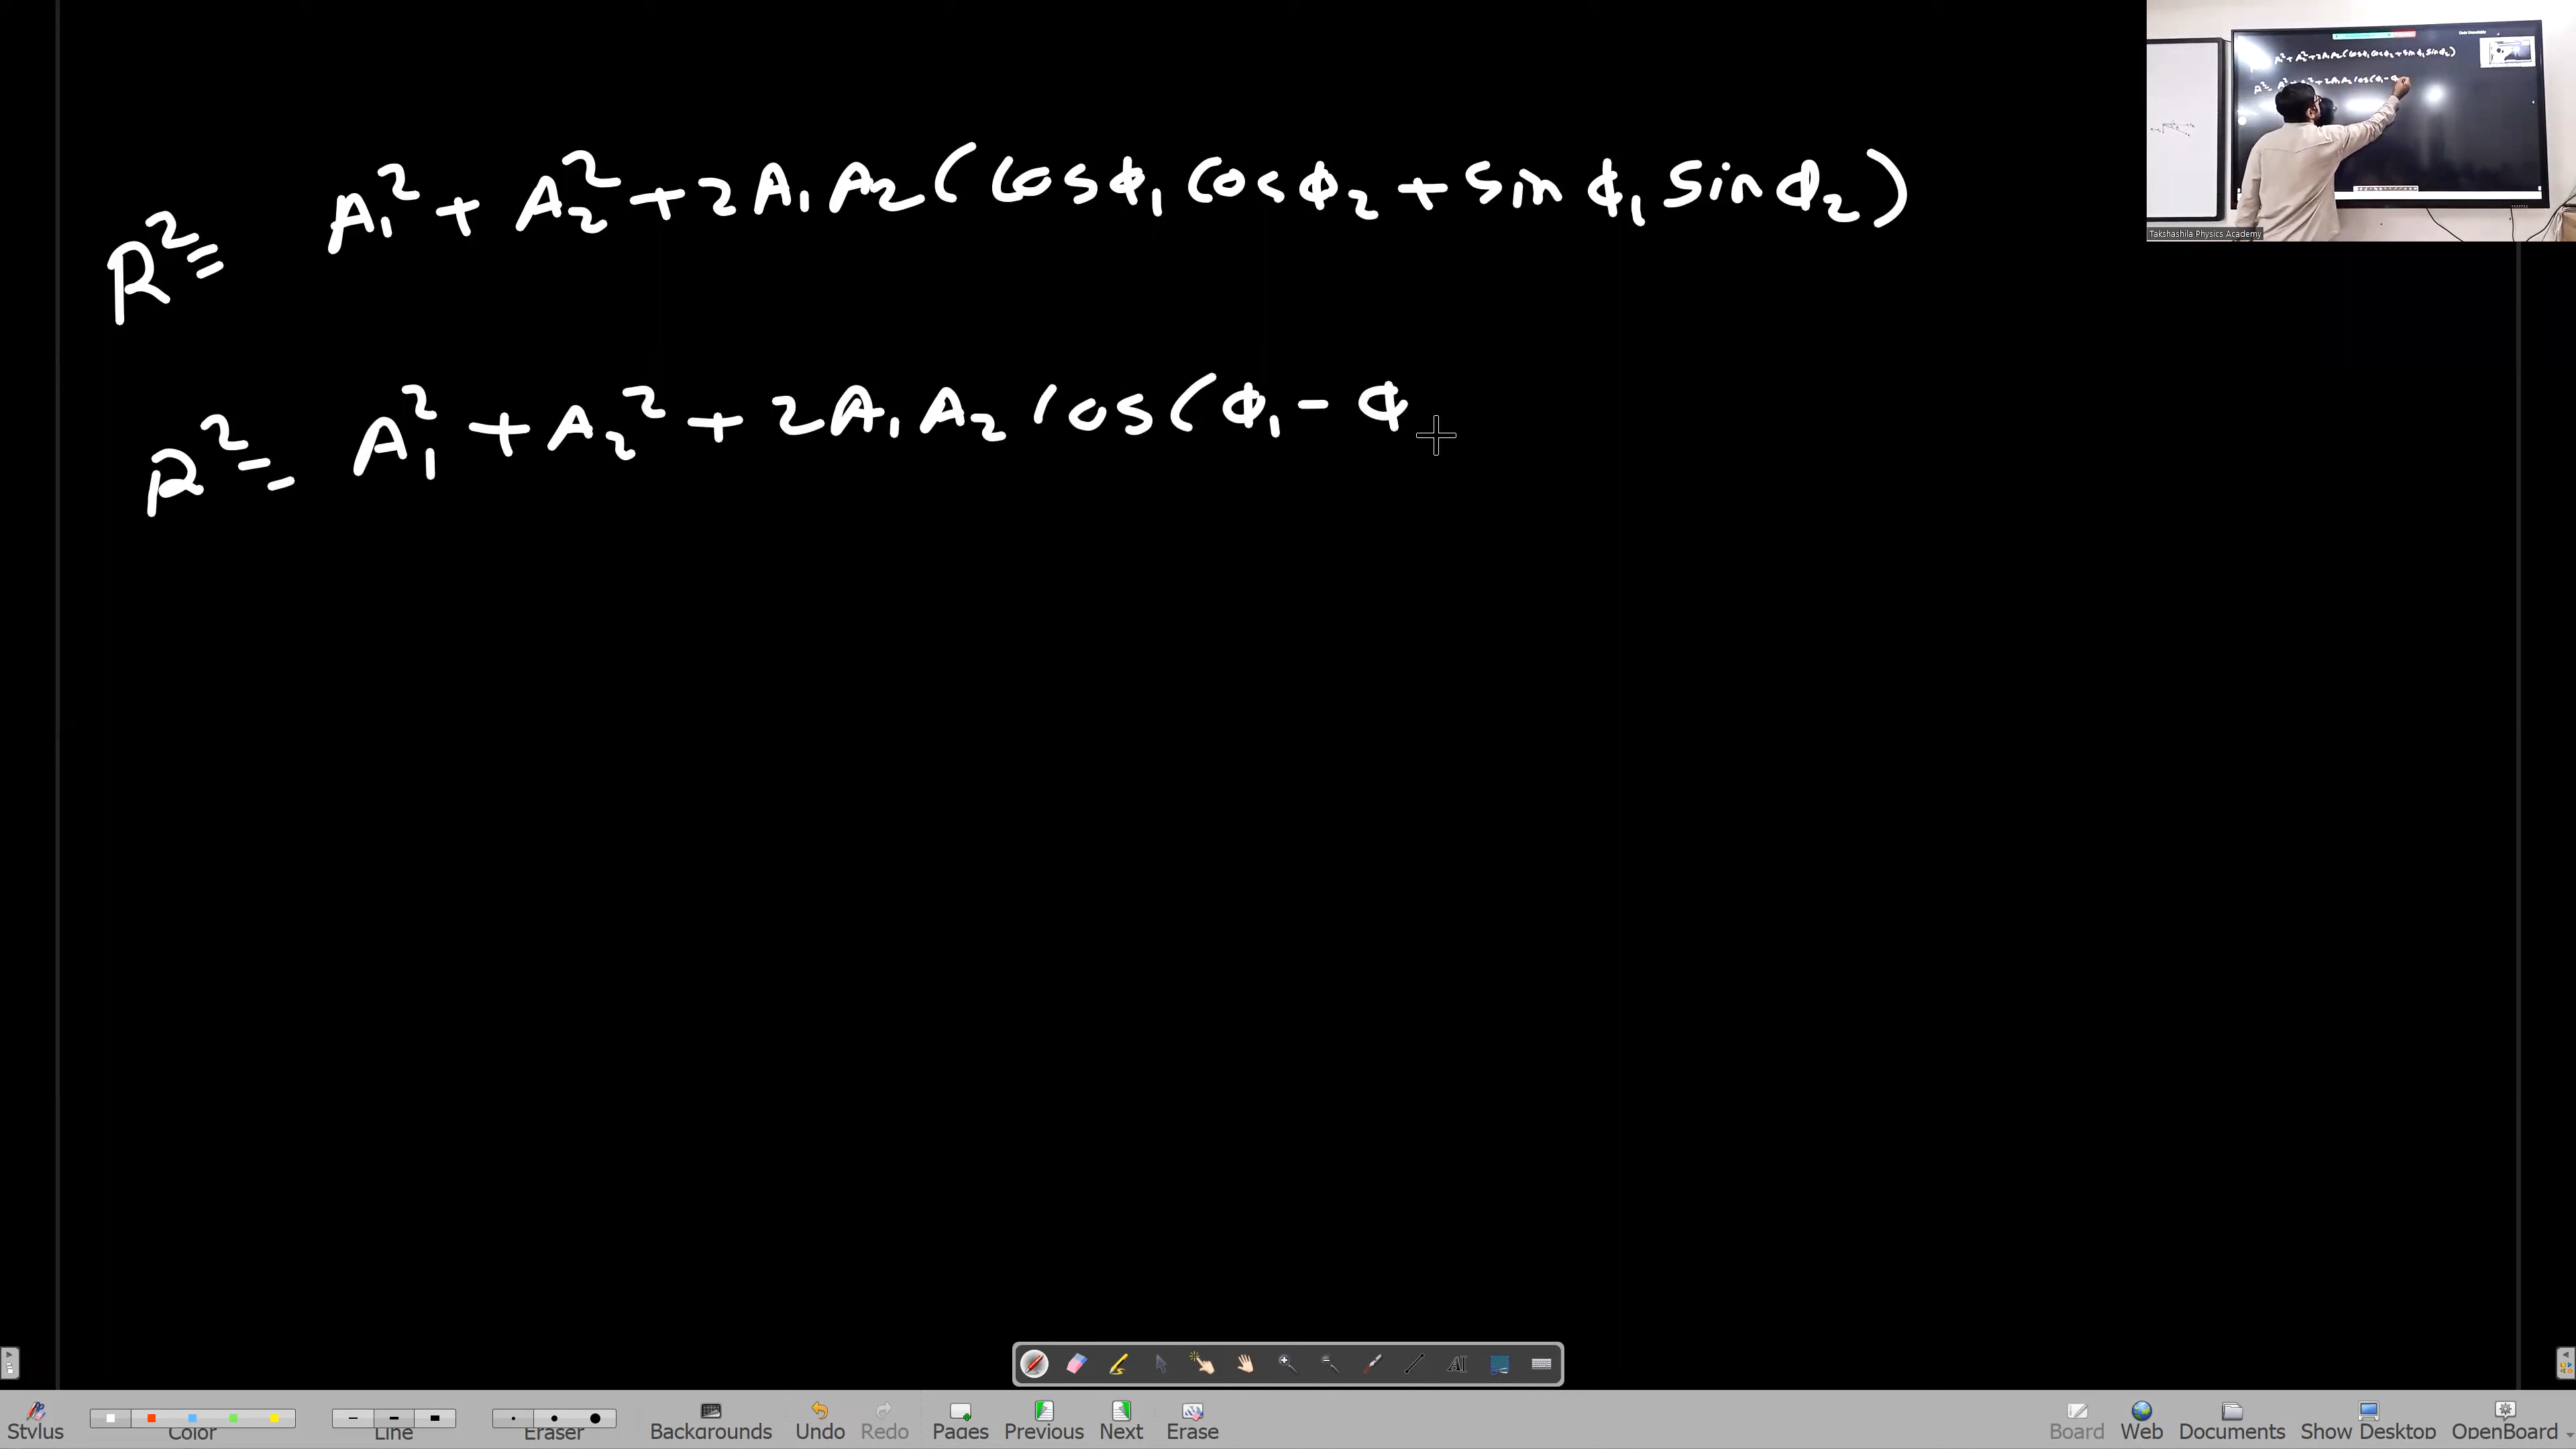 R² = A₁² + A₂² + 2A₁A₂(cosϕ₁ cosϕ₂ + sinϕ₁ sinϕ₂)
R² = A₁² + A₂² + 2A₁A₂ cos(ϕ₁ - ϕ
Takshashila Physics Academy
AI
Stylus Color Line Eraser Backgrounds Undo Redo Pages Previous Next Erase Board Web Documents Show Desktop OpenBoard